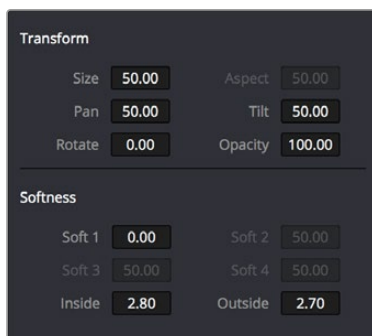 Transform
Size 50.00 Aspect 50.00
Pan 50.00 Tilt 50.00
Rotate 0.00 Opacity 100.00
Softness
Soft 1 0.00 Soft 2 50.00
Soft 3 50.00 Soft 4 50.00
Inside 2.80 Outside 2.70